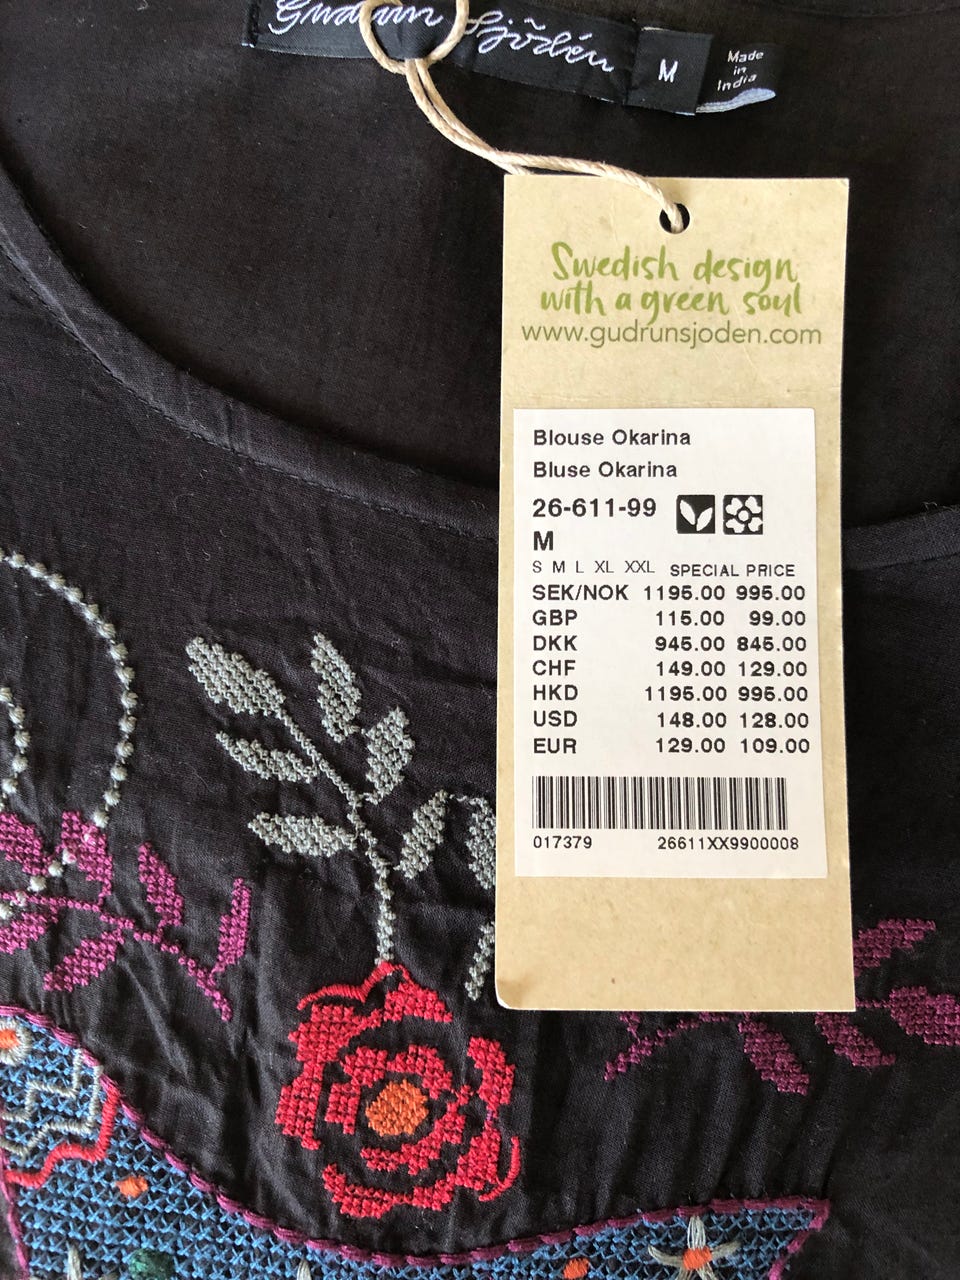 Gudrun Sjödén
M
Made
in
India
Swedish design
with a green soul
www.gudrunsjoden.com
Blouse Okarina
Bluse Okarina
26-611-99
M
S M L XL XXL SPECIAL PRICE
SEK/NOK 1195.00 995.00
GBP 115.00 99.00
DKK 945.00 845.00
CHF 149.00 129.00
HKD 1195.00 995.00
USD 148.00 128.00
EUR 129.00 109.00
017379 26611XX9900008